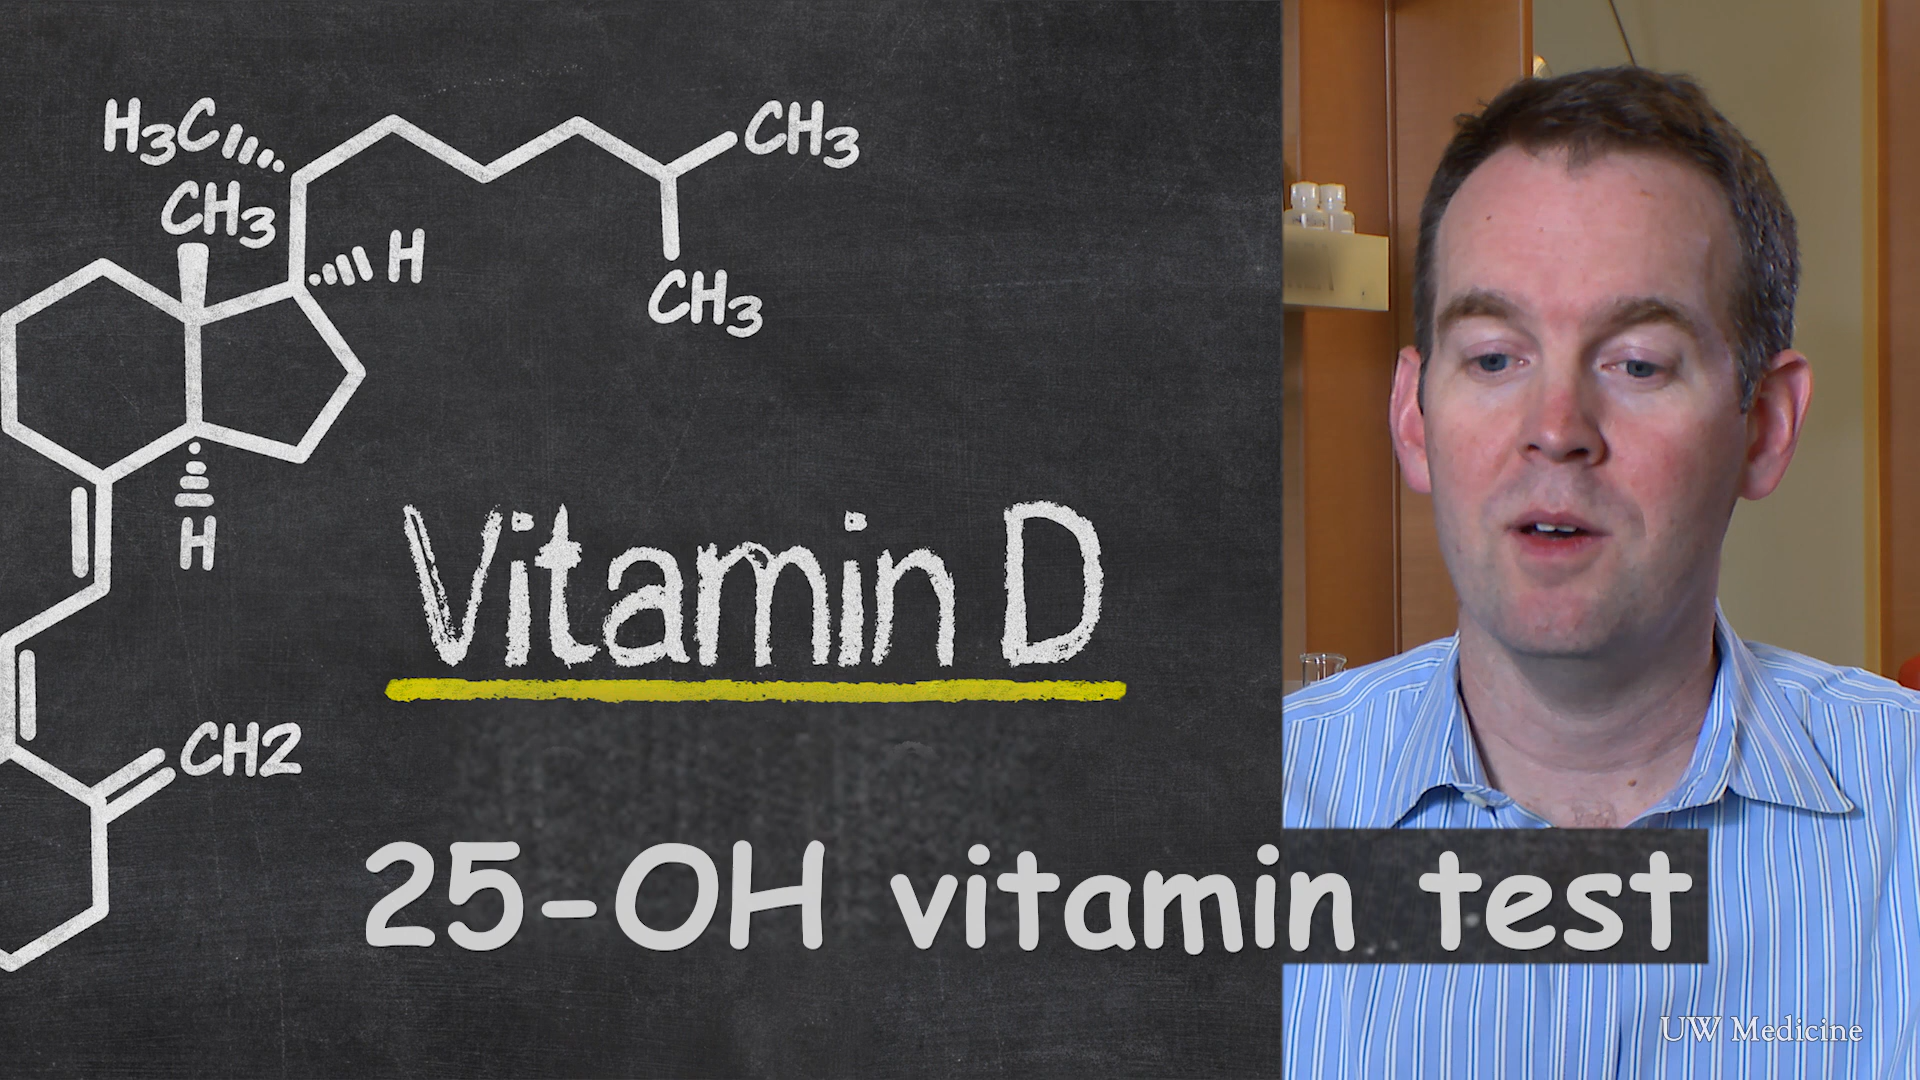 H3C
CH3
CH3
H
CH3
H
Vitamin D
CH2
25-OH vitamin test
UW Medicine